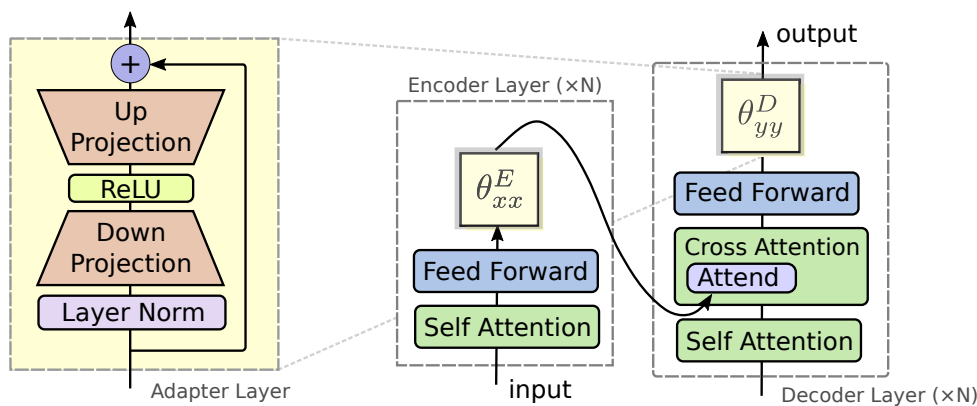 +
Up
Projection
ReLU
Down
Projection
Layer Norm
Adapter Layer
Encoder Layer (×N)
θ^E_xx
Feed Forward
Self Attention
input
output
θ^D_yy
Feed Forward
Cross Attention
Attend
Self Attention
Decoder Layer (×N)